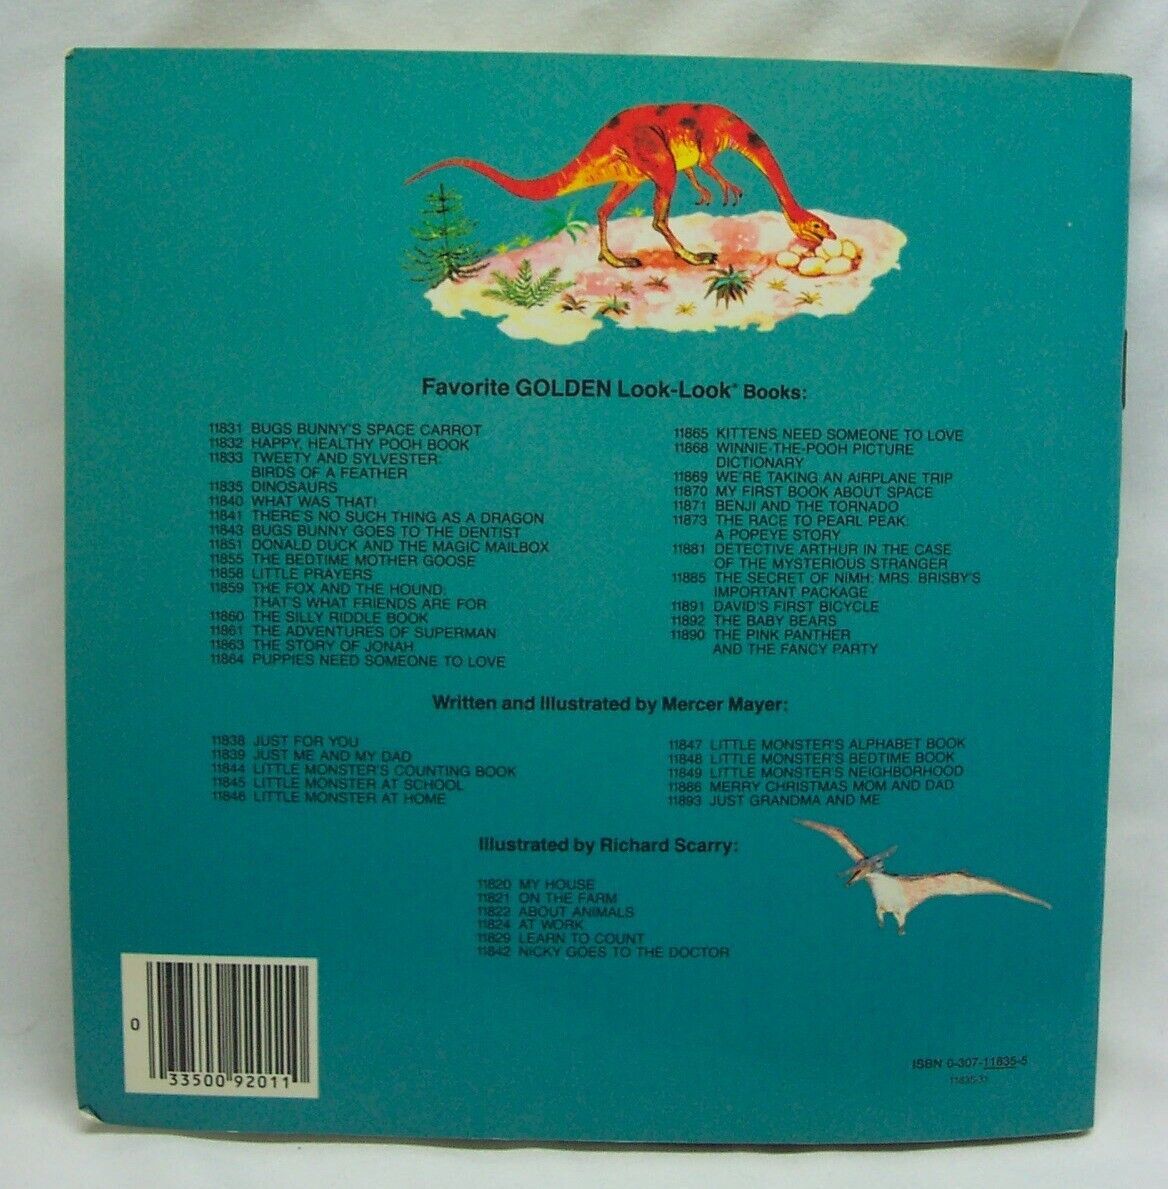 Favorite GOLDEN Look-Look® Books:
11831 BUGS BUNNY'S SPACE CARROT
11832 HAPPY, HEALTHY POOH BOOK
11833 TWEETY AND SYLVESTER:
BIRDS OF A FEATHER
11835 DINOSAURS
11840 WHAT WAS THAT!
11841 THERE'S NO SUCH THING AS A DRAGON
11843 BUGS BUNNY GOES TO THE DENTIST
11851 DONALD DUCK AND THE MAGIC MAILBOX
11855 THE BEDTIME MOTHER GOOSE
11858 LITTLE PRAYERS
11859 THE FOX AND THE HOUND:
THAT'S WHAT FRIENDS ARE FOR
11860 THE SILLY RIDDLE BOOK
11861 THE ADVENTURES OF SUPERMAN
11863 THE STORY OF JONAH
11864 PUPPIES NEED SOMEONE TO LOVE
11865 KITTENS NEED SOMEONE TO LOVE
11868 WINNIE-THE-POOH PICTURE
DICTIONARY
11869 WE'RE TAKING AN AIRPLANE TRIP
11870 MY FIRST BOOK ABOUT SPACE
11871 BENJI AND THE TORNADO
11873 THE RACE TO PEARL PEAK:
A POPEYE STORY
11881 DETECTIVE ARTHUR IN THE CASE
OF THE MYSTERIOUS STRANGER
11885 THE SECRET OF NIMH: MRS. BRISBY'S
IMPORTANT PACKAGE
11891 DAVID'S FIRST BICYCLE
11892 THE BABY BEARS
11890 THE PINK PANTHER
AND THE FANCY PARTY
Written and Illustrated by Mercer Mayer:
11838 JUST FOR YOU
11839 JUST ME AND MY DAD
11844 LITTLE MONSTER'S COUNTING BOOK
11845 LITTLE MONSTER AT SCHOOL
11846 LITTLE MONSTER AT HOME
11847 LITTLE MONSTER'S ALPHABET BOOK
11848 LITTLE MONSTER'S BEDTIME BOOK
11849 LITTLE MONSTER'S NEIGHBORHOOD
11886 MERRY CHRISTMAS MOM AND DAD
11893 JUST GRANDMA AND ME
Illustrated by Richard Scarry:
11820 MY HOUSE
11821 ON THE FARM
11822 ABOUT ANIMALS
11824 AT WORK
11829 LEARN TO COUNT
11842 NICKY GOES TO THE DOCTOR
0 33500 92011
ISBN 0-307-11835-5
11835-31